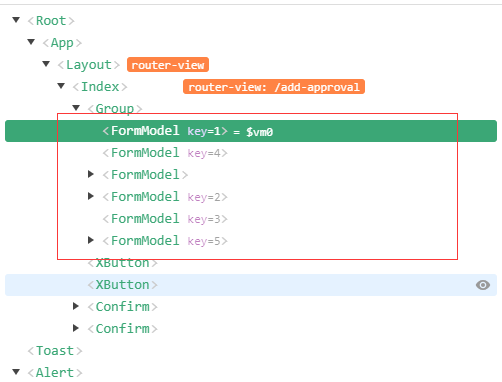 <Root>
<App>
<Layout> router-view
<Index> router-view: /add-approval
<Group>
<FormModel key=1> = $vm0
<FormModel key=4>
<FormModel>
<FormModel key=2>
<FormModel key=3>
<FormModel key=5>
<XButton>
<XButton>
<Confirm>
<Confirm>
<Toast>
<Alert>